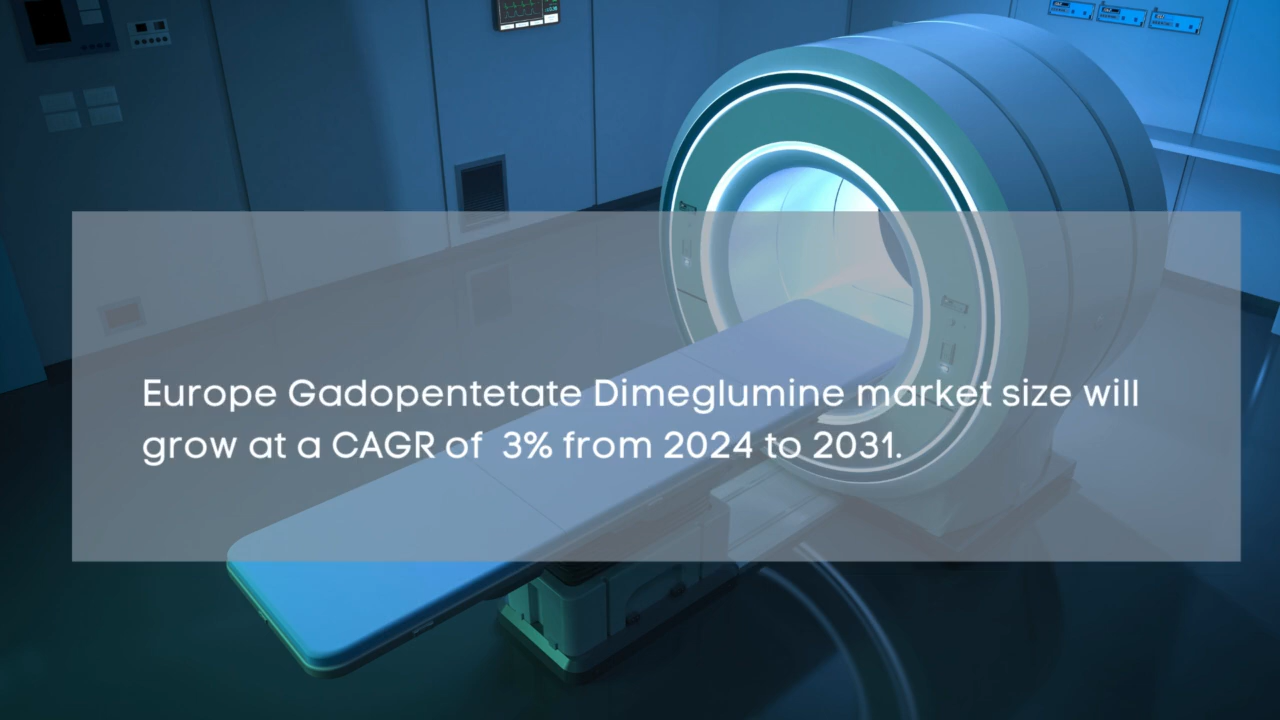 Europe Gadopentetate Dimeglumine market size will
grow at a CAGR of  3% from 2024 to 2031.